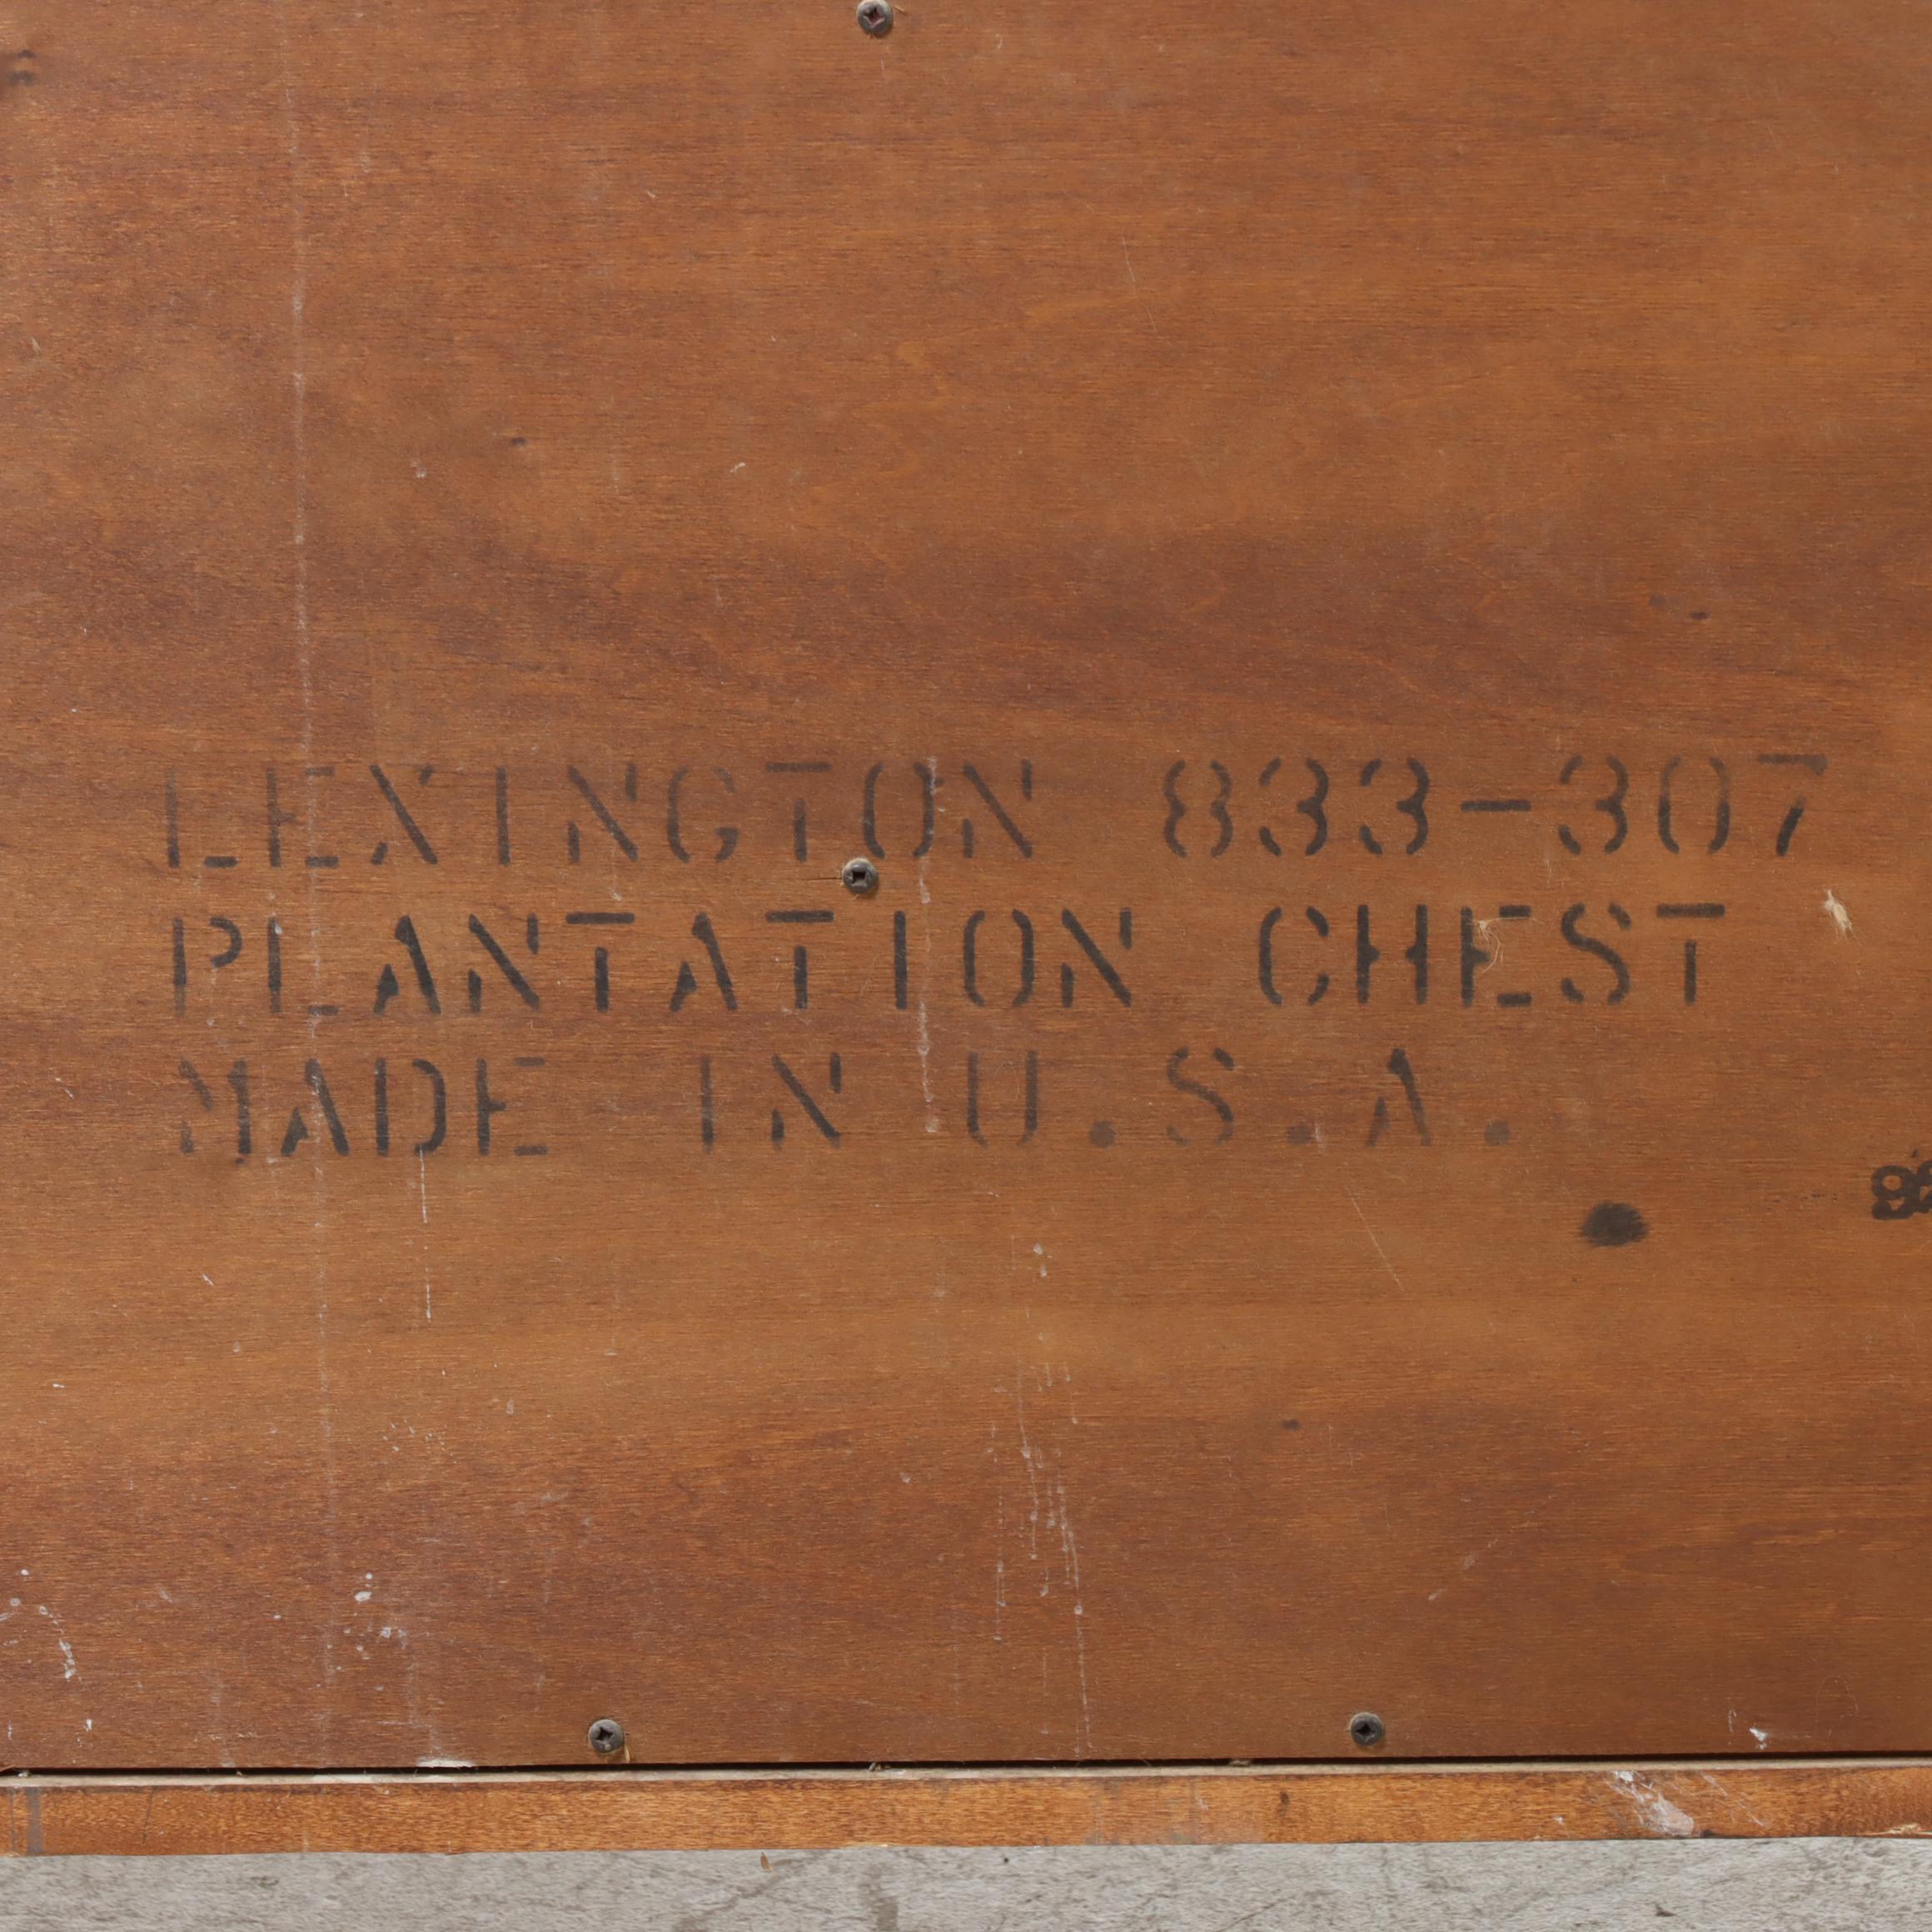 LEXINGTON 833-307
PLANTATION CHEST
MADE IN U.S.A.